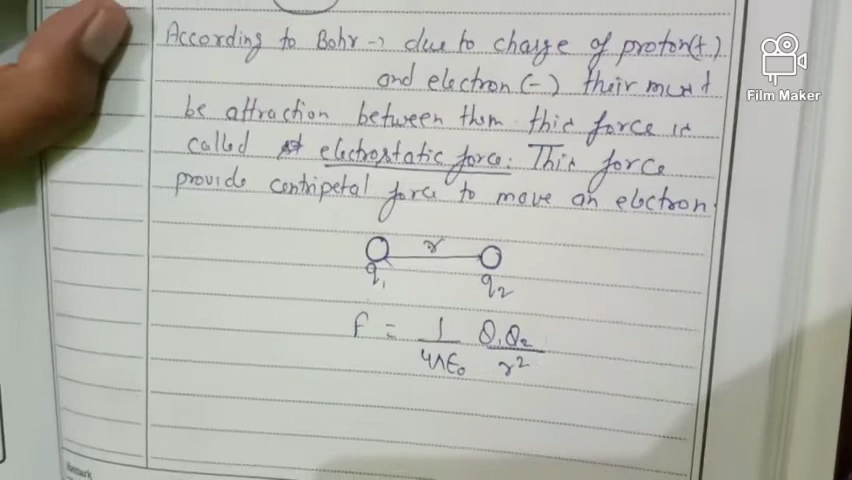 According to Bohr → due to charge of proton(+)
and electron (-) their must
be attraction between them this force is
called electrostatic force. This force
provide centripetal force to move an electron.
r
q1 q2
F = 1/4πε₀ Q₁Q₂/r²
Remark
Film Maker